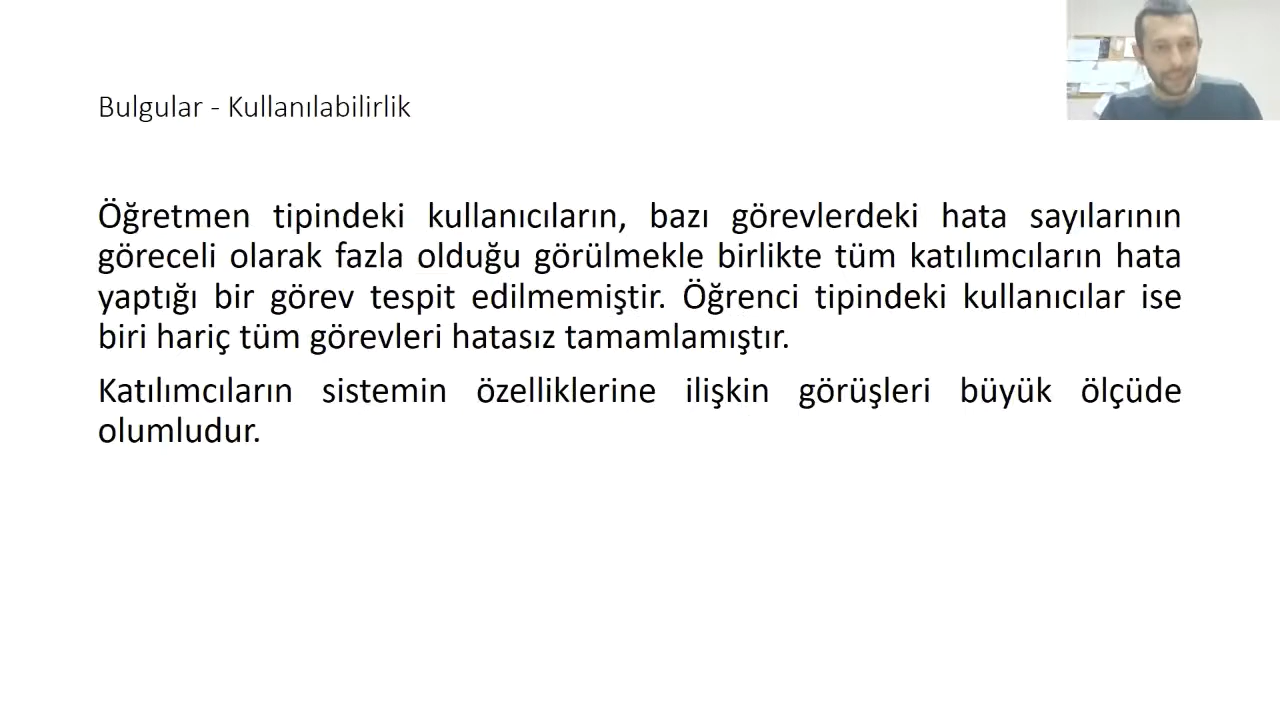 Bulgular - Kullanılabilirlik
Öğretmen tipindeki kullanıcıların, bazı görevlerdeki hata sayılarının
göreceli olarak fazla olduğu görülmekle birlikte tüm katılımcıların hata
yaptığı bir görev tespit edilmemiştir. Öğrenci tipindeki kullanıcılar ise
biri hariç tüm görevleri hatasız tamamlamıştır.
Katılımcıların sistemin özelliklerine ilişkin görüşleri büyük ölçüde
olumludur.